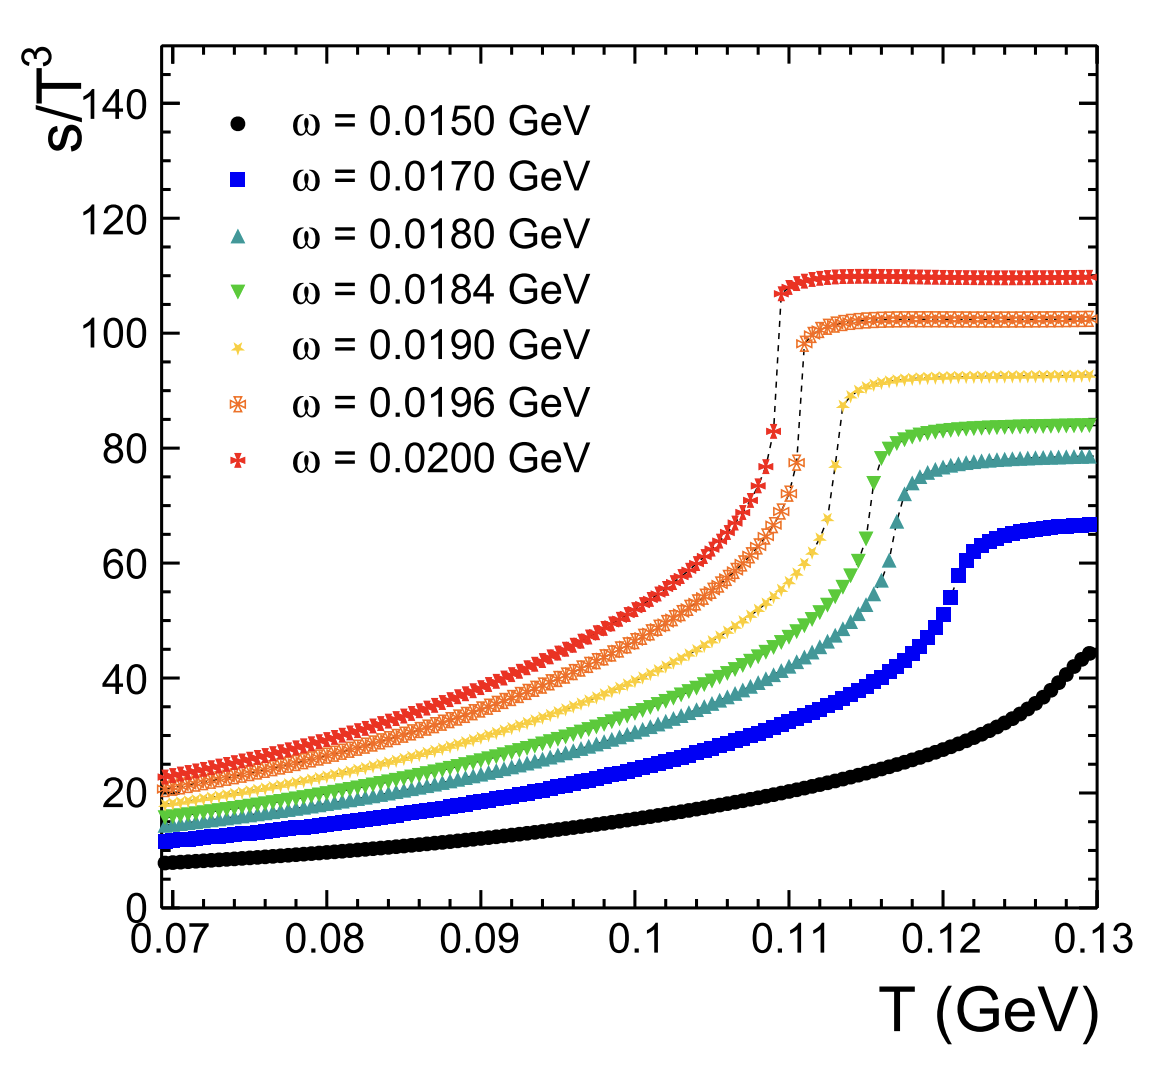 s/T³
140
120
100
80
60
40
20
0
ω = 0.0150 GeV
ω = 0.0170 GeV
ω = 0.0180 GeV
ω = 0.0184 GeV
ω = 0.0190 GeV
ω = 0.0196 GeV
ω = 0.0200 GeV
0.07 0.08 0.09 0.1 0.11 0.12 0.13
T (GeV)